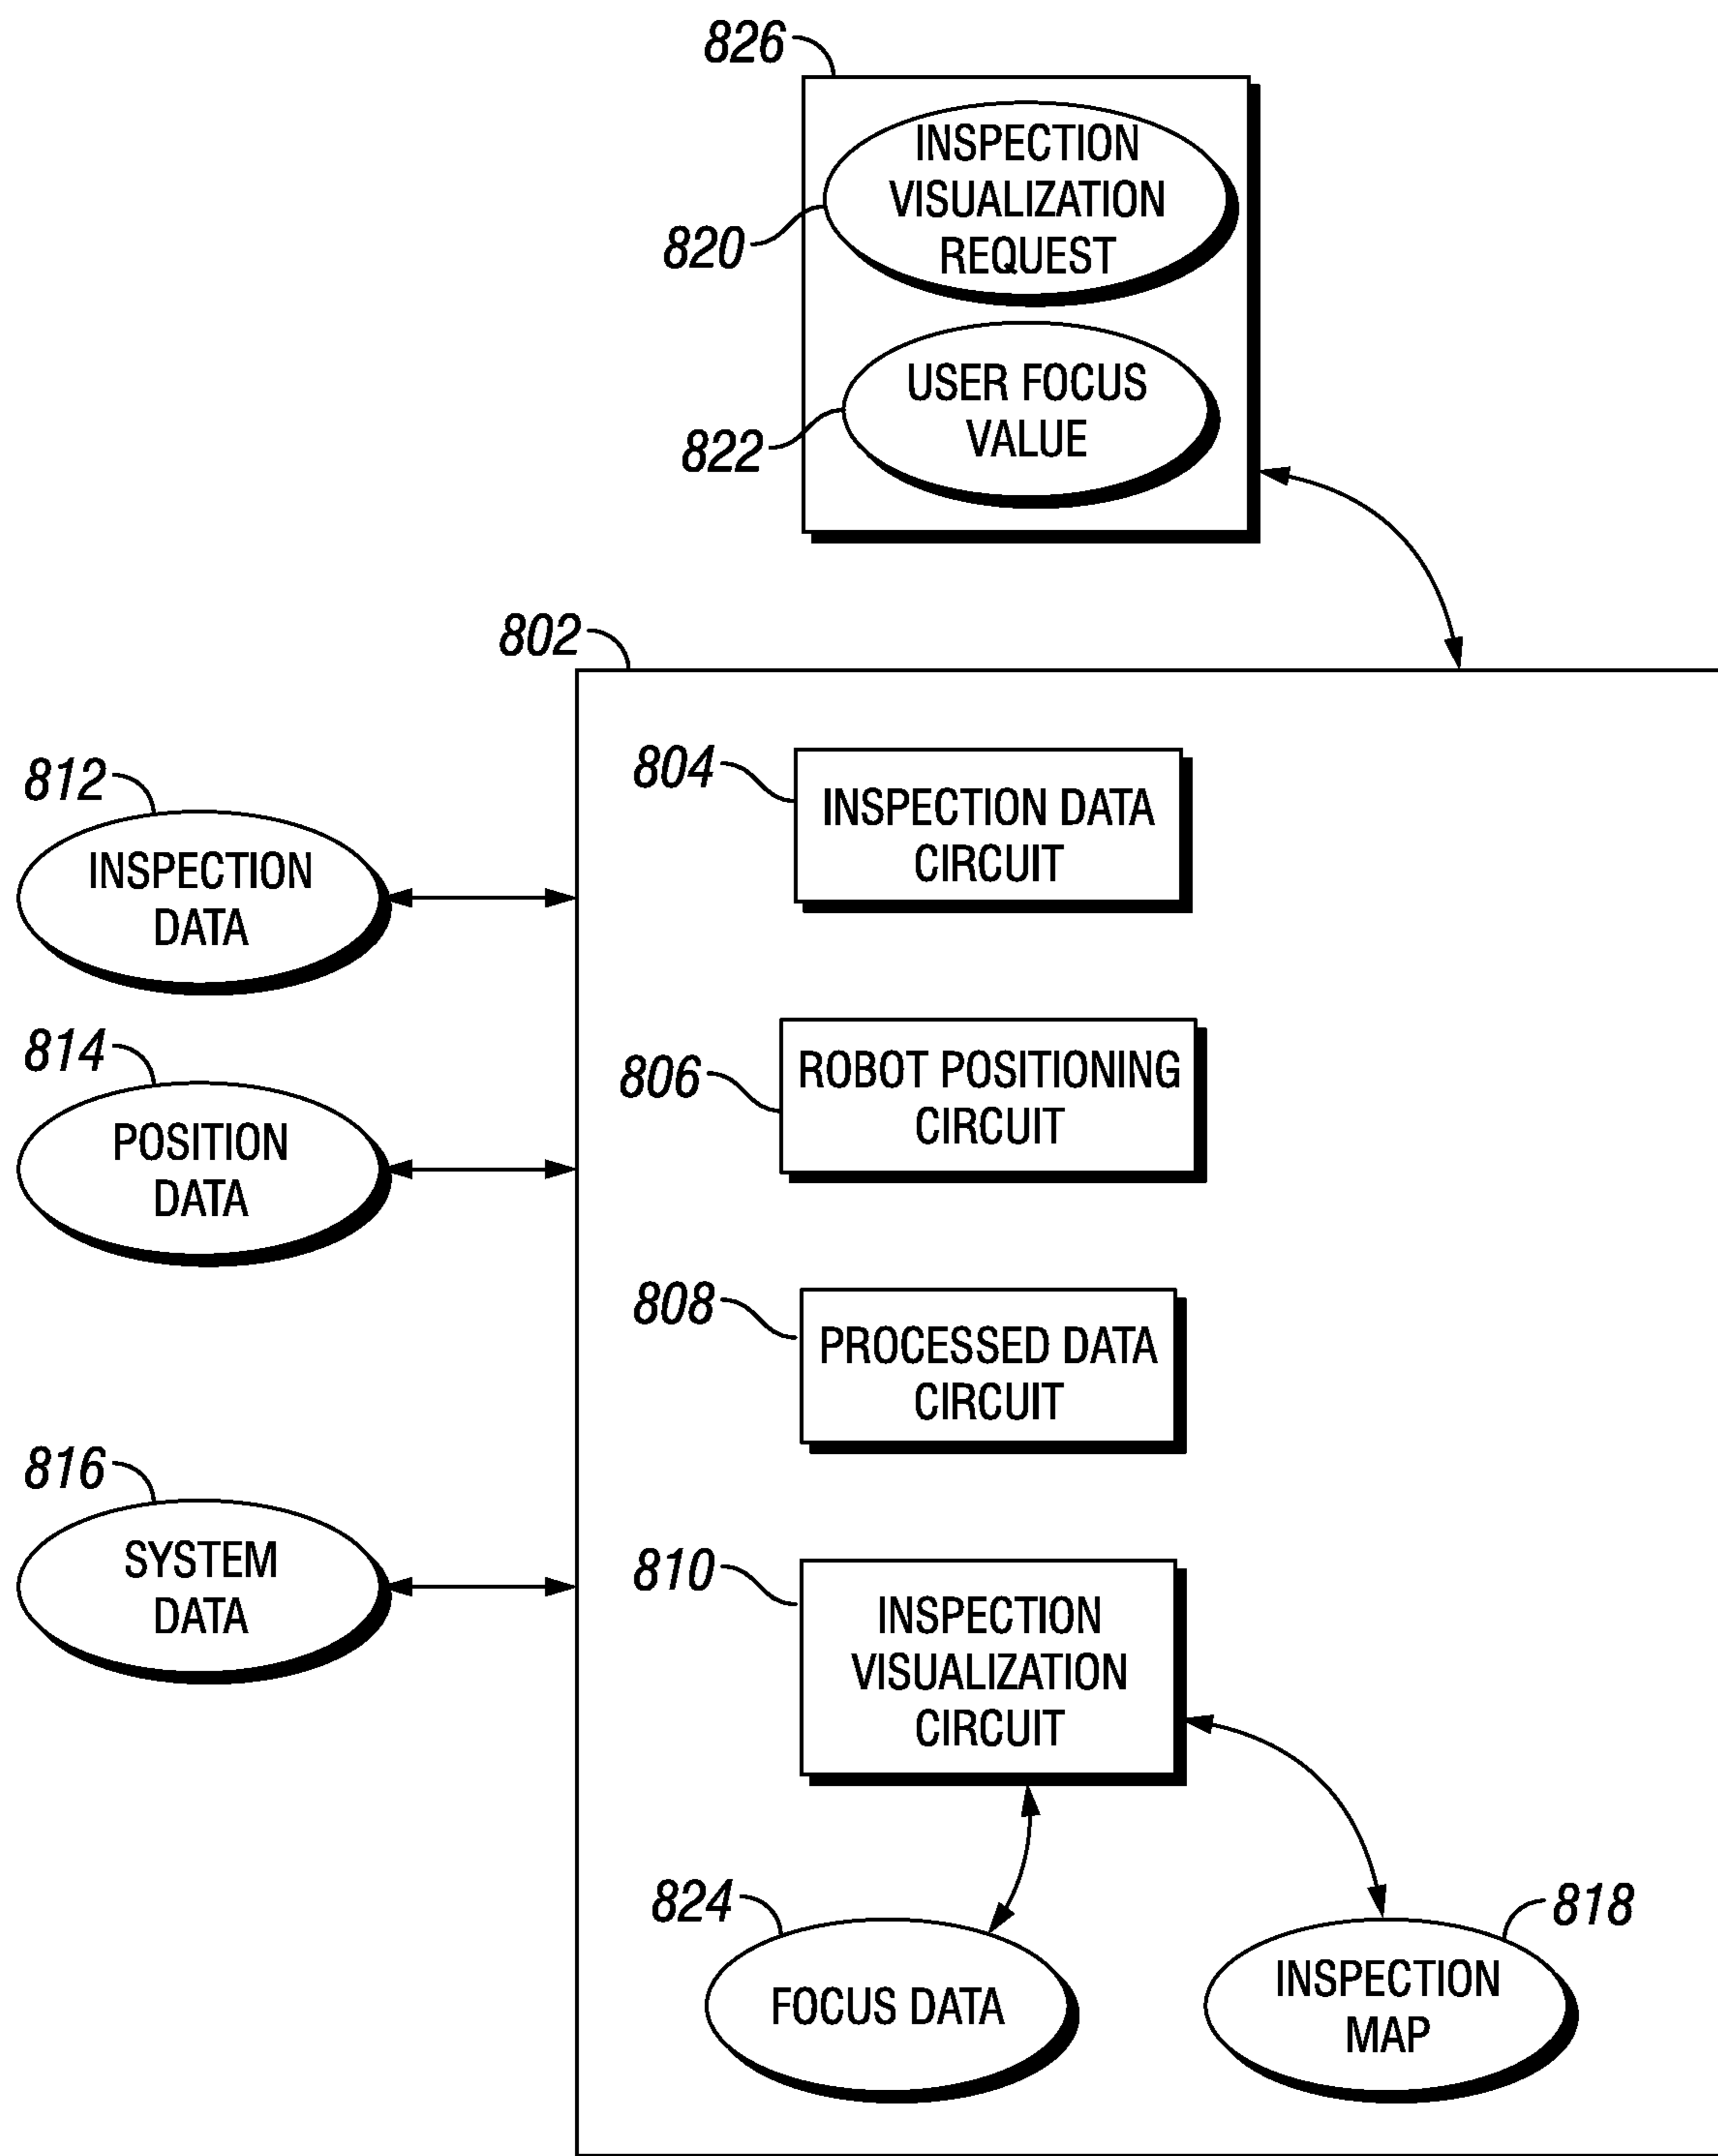 826
INSPECTION
VISUALIZATION
REQUEST
820
USER FOCUS
VALUE
822
802
812
INSPECTION
DATA
804
INSPECTION DATA
CIRCUIT
814
POSITION
DATA
806
ROBOT POSITIONING
CIRCUIT
808
PROCESSED DATA
CIRCUIT
816
SYSTEM
DATA
810
INSPECTION
VISUALIZATION
CIRCUIT
824
FOCUS DATA
818
INSPECTION
MAP